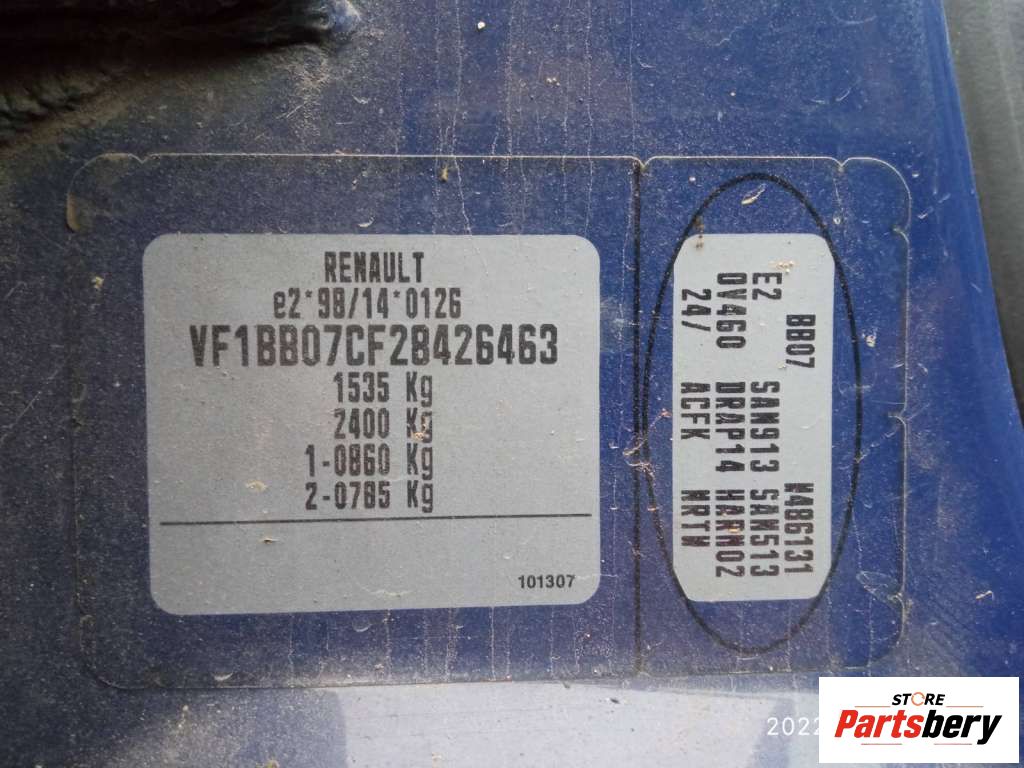 RENAULT
e2*98/14*0126
VF1BB07CF28426463
1535 Kg
2400 Kg
1-0860 Kg
2-0785 Kg
101307
BB07 N486131
E2 SAN913 SAN513
0V460 DRAP14 HARM02
24/ ACFK NRTN
2022
STORE
Partsbery